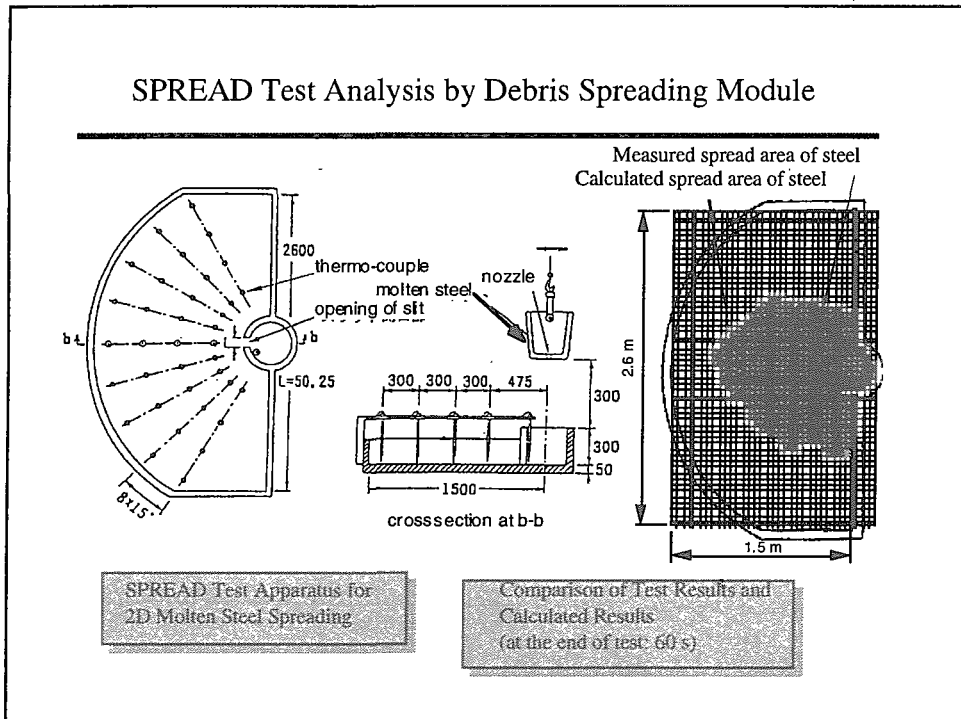 SPREAD Test Analysis by Debris Spreading Module
Measured spread area of steel
Calculated spread area of steel
2600
thermo-couple
molten steel
nozzle
opening of slit
b
b
L=50,25
8x15°
300
300
300
475
300
300
50
1500
crosssection at b-b
2.6 m
1.5 m
SPREAD Test Apparatus for
2D Molten Steel Spreading
Comparison of Test Results and
Calculated Results
(at the end of test: 60 s)